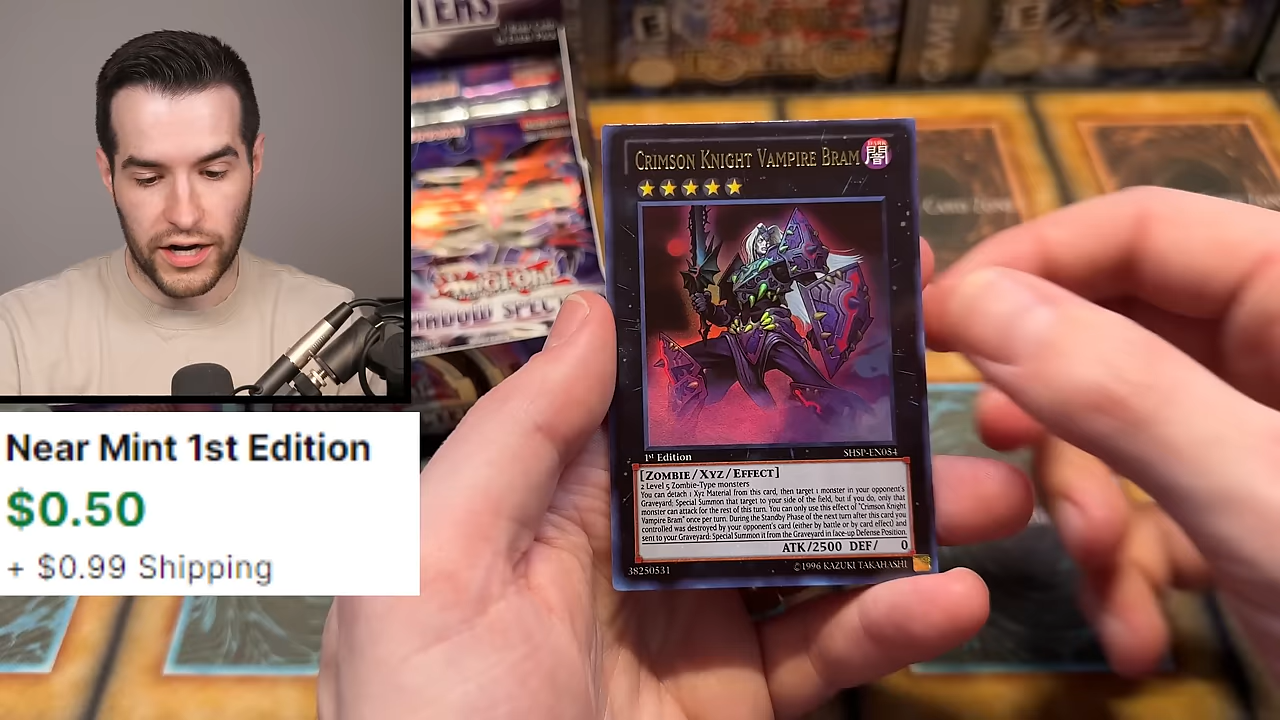 TERS
SHADOW SPEC
CRIMSON KNIGHT VAMPIRE BRAM
DARK
闇
1st Edition
SHSP-EN054
[ZOMBIE/XYZ/EFFECT]
2 Level 5 Zombie-Type monsters
You can detach 1 Xyz Material from this card, then target 1 monster in your opponent's
Graveyard; Special Summon that target to your side of the field, but if you do, only that
monster can attack for the rest of this turn. You can only use this effect of "Crimson Knight
Vampire Bram" once per turn. During the Standby Phase of the next turn after this card you
controlled was destroyed by your opponent's card (either by battle or by card effect) and
sent to your Graveyard: Special Summon it from the Graveyard in face-up Defense Position.
ATK/2500 DEF/ 0
38250531
©1996 KAZUKI TAKAHASHI
Near Mint 1st Edition
$0.50
+ $0.99 Shipping